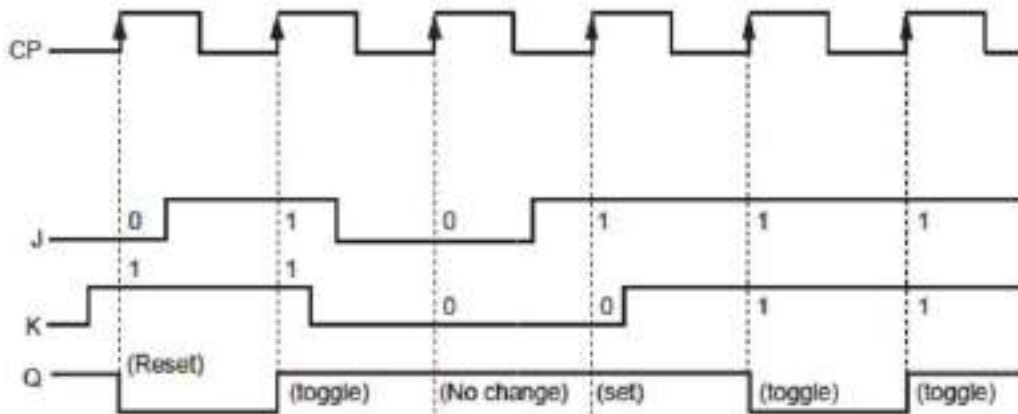 CP
J 0 1 0 1 1 1
1 1
K 0 0 1 1
Q (Reset)
(toggle) (No change) (set) (toggle) (toggle)